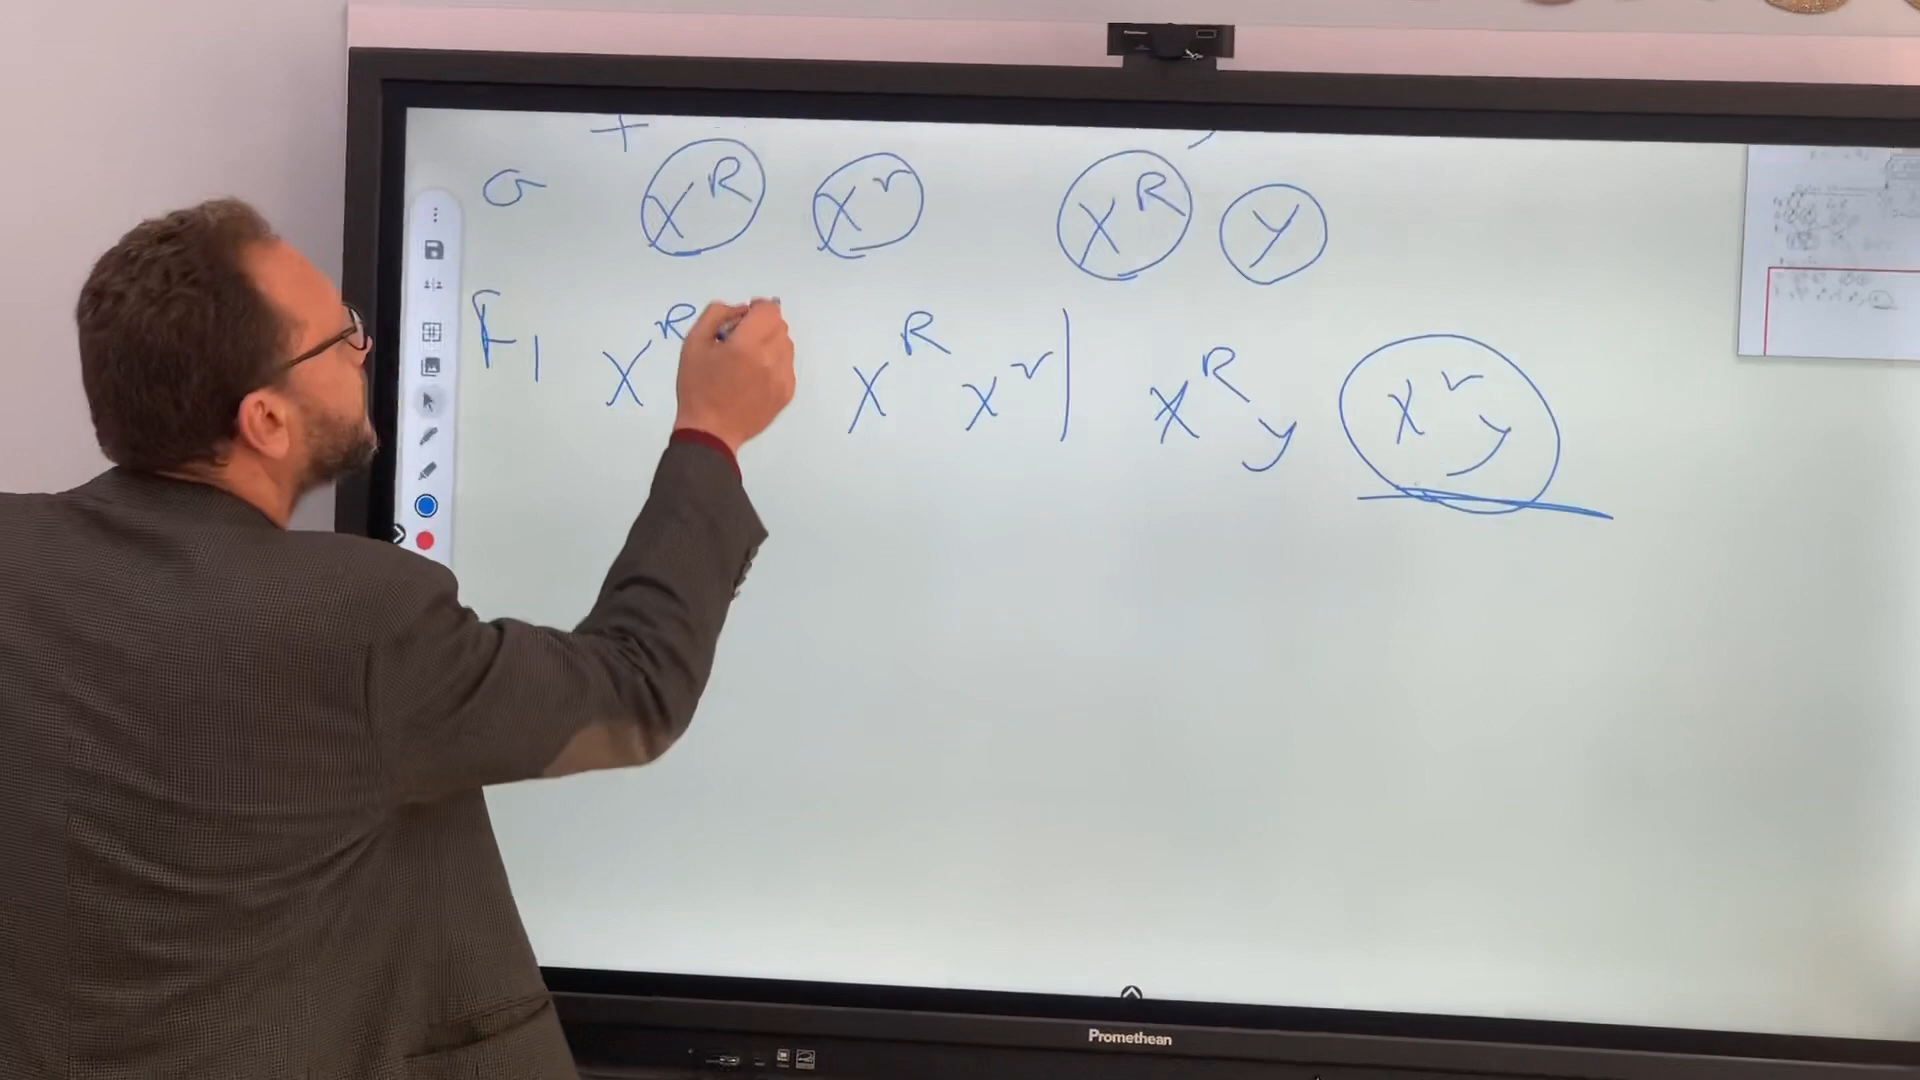 G X^R X^r X^R y
F1 X^R X^R X^r | X^R y X^r y
Promethean